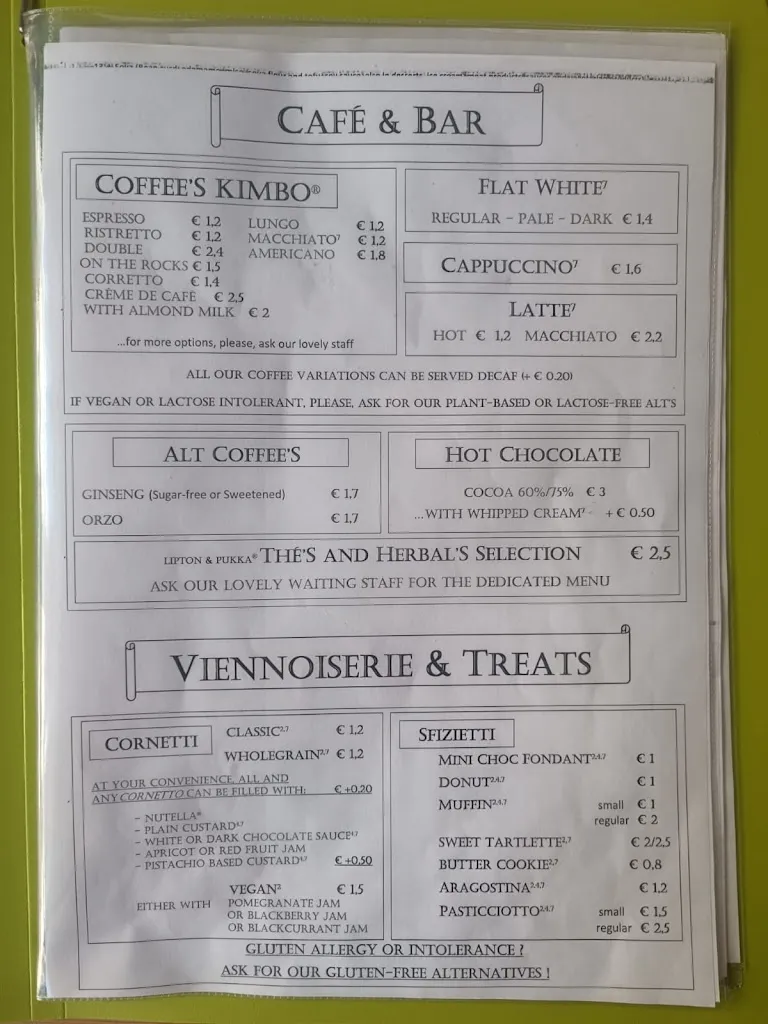 CAFÉ & BAR
COFFEE'S KIMBO®
ESPRESSO € 1,2
RISTRETTO € 1,2
DOUBLE € 2,4
ON THE ROCKS € 1,5
CORRETTO € 1,4
CRÈME DE CAFÈ € 2,5
WITH ALMOND MILK € 2
LUNGO € 1,2
MACCHIATO⁷ € 1,2
AMERICANO € 1,8
...for more options, please, ask our lovely staff
FLAT WHITE⁷
REGULAR – PALE – DARK € 1,4
CAPPUCCINO⁷ € 1,6
LATTE⁷
HOT € 1,2 MACCHIATO € 2,2
ALL OUR COFFEE VARIATIONS CAN BE SERVED DECAF (+ € 0.20)
IF VEGAN OR LACTOSE INTOLERANT, PLEASE, ASK FOR OUR PLANT-BASED OR LACTOSE-FREE ALT'S
ALT COFFEE'S
GINSENG (Sugar-free or Sweetened) € 1,7
ORZO € 1,7
HOT CHOCOLATE
COCOA 60%/75% € 3
...WITH WHIPPED CREAM⁷ + € 0.50
LIPTON & PUKKA® THÉ'S AND HERBAL'S SELECTION € 2,5
ASK OUR LOVELY WAITING STAFF FOR THE DEDICATED MENU
VIENNOISERIE & TREATS
CORNETTI
CLASSIC²,⁷ € 1,2
WHOLEGRAIN²,⁷ € 1,2
AT YOUR CONVENIENCE, ALL AND
ANY CORNETTO CAN BE FILLED WITH: € +0,20
- NUTELLA®
- PLAIN CUSTARD⁴,⁷
- WHITE OR DARK CHOCOLATE SAUCE⁴,⁷
- APRICOT OR RED FRUIT JAM
- PISTACHIO BASED CUSTARD⁴,⁷ € +0,50
VEGAN² € 1,5
EITHER WITH POMEGRANATE JAM
OR BLACKBERRY JAM
OR BLACKCURRANT JAM
SFIZIETTI
MINI CHOC FONDANT²,⁴,⁷ € 1
DONUT²,⁴,⁷ € 1
MUFFIN²,⁴,⁷ small € 1
regular € 2
SWEET TARTLETTE²,⁷ € 2/2,5
BUTTER COOKIE²,⁷ € 0,8
ARAGOSTINA²,⁴,⁷ € 1,2
PASTICCIOTTO²,⁴,⁷ small € 1,5
regular € 2,5
GLUTEN ALLERGY OR INTOLERANCE ?
ASK FOR OUR GLUTEN-FREE ALTERNATIVES !